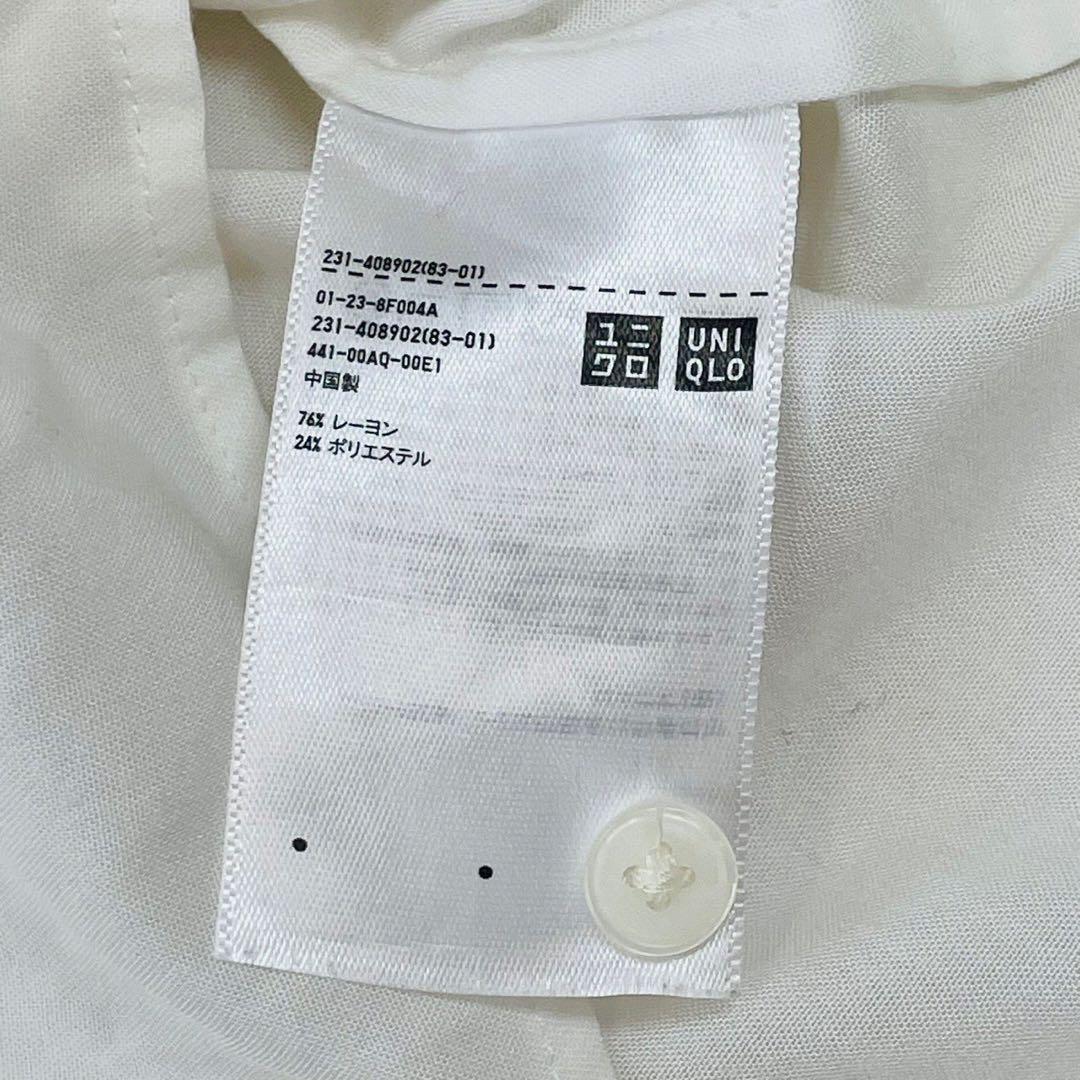 231-408902(83-01)
01-23-8F004A
231-408902(83-01)
441-00AQ-00E1
中国製
76% レーヨン
24% ポリエステル
ユニ
クロ
UNI
QLO